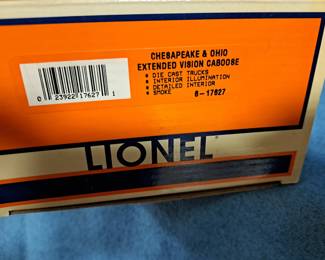 CHESAPEAKE & OHIO
EXTENDED VISION CABOOSE
• DIE CAST TRUCKS
• INTERIOR ILLUMINATION
• DETAILED INTERIOR
• SMOKE 6-17627
0 23922 17627 1
LIONEL